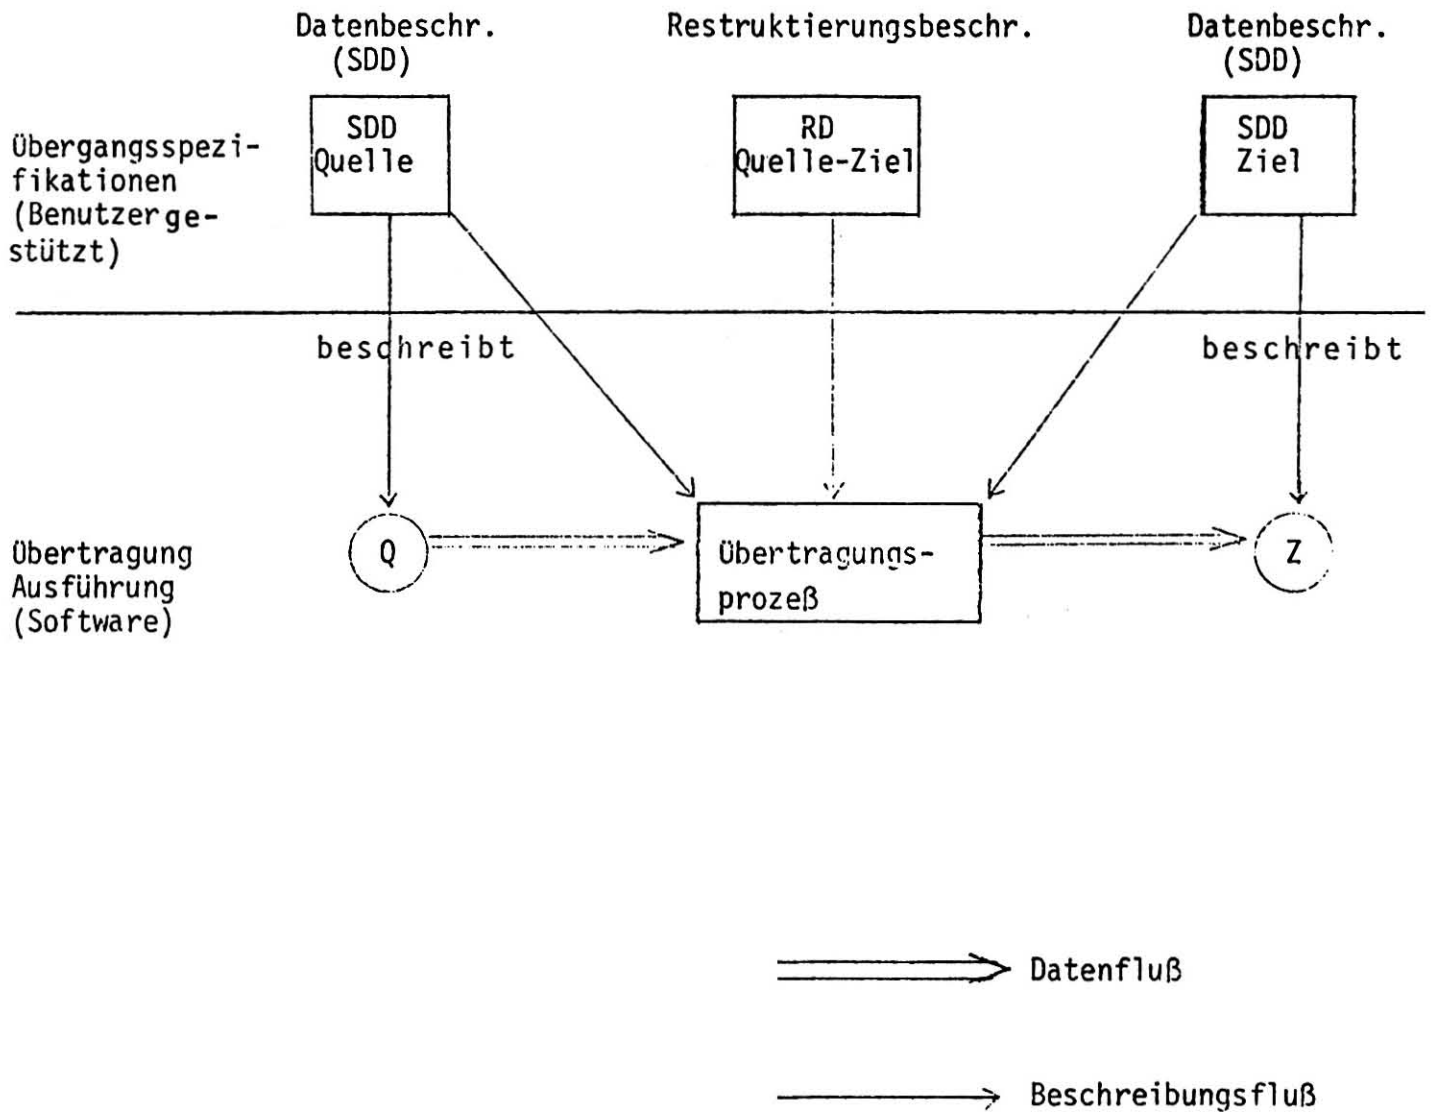 Datenbeschr.
(SDD)
Restruktierungsbeschr.
Datenbeschr.
(SDD)
Übergangsspezi-
fikationen
(Benutzerge-
stützt)
SDD
Quelle
RD
Quelle-Ziel
SDD
Ziel
beschreibt
beschreibt
Übertragung
Ausführung
(Software)
Q
Übertragungs-
prozeß
Z
Datenfluß
Beschreibungsfluß